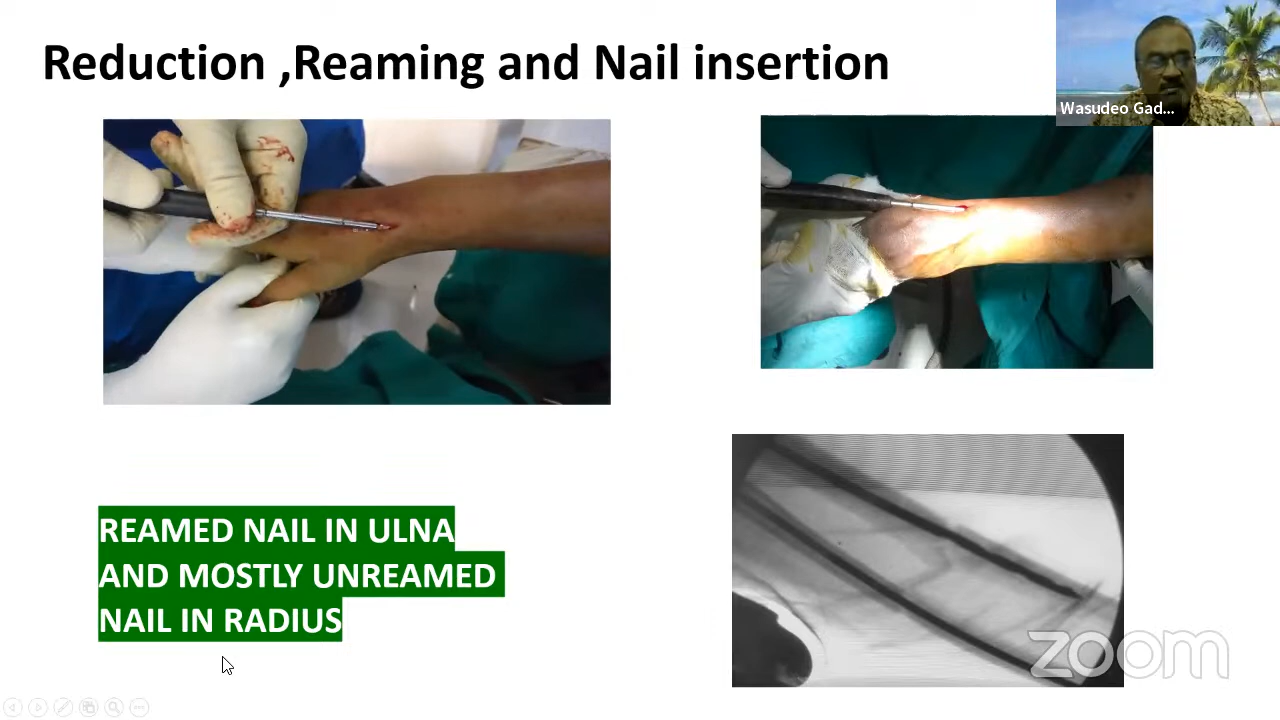 Reduction ,Reaming and Nail insertion
Wasudeo Gad...
REAMED NAIL IN ULNA
AND MOSTLY UNREAMED
NAIL IN RADIUS
zoom